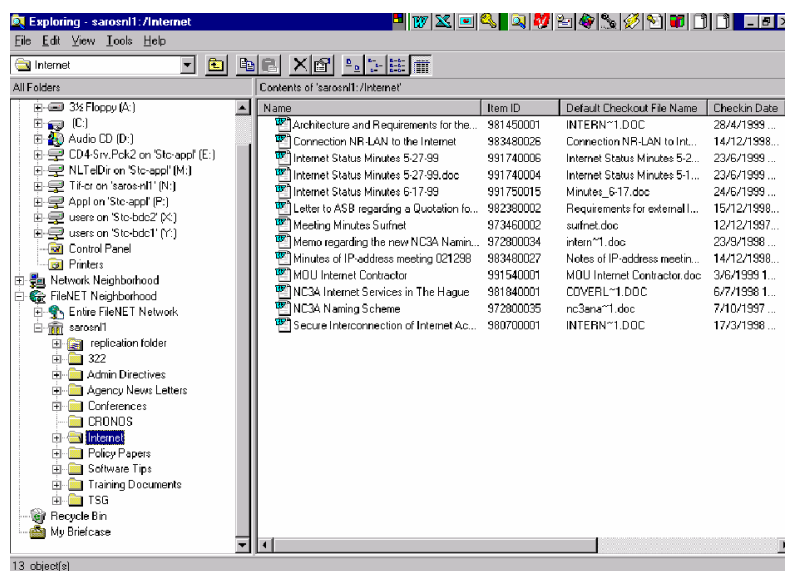 Exploring - sarosnl1:/Internet
File Edit View Tools Help
Internet
All Folders
Contents of 'sarosnl1:/Internet'
3½ Floppy (A:)
(C:)
Audio CD (D:)
CD4-Srv.Pck2 on 'Stc-appl' (E:)
NLTelDir on 'Stc-appl' (M:)
Tif-cr on 'saros-nl1' (N:)
Appl on 'Stc-appl' (P:)
users on 'Stc-bdc2' (X:)
users on 'Stc-bdc1' (Y:)
Control Panel
Printers
Network Neighborhood
FileNET Neighborhood
Entire FileNET Network
sarosnl1
replication folder
322
Admin Directives
Agency News Letters
Conferences
CRONOS
Internet
Policy Papers
Software Tips
Training Documents
TSG
Recycle Bin
My Briefcase
Name Item ID Default Checkout File Name Checkin Date
Architecture and Requirements for the... 981450001 INTERN~1.DOC 28/4/1999 ...
Connection NR-LAN to the Internet 983480026 Connection NR-LAN to Int... 14/12/1998...
Internet Status Minutes 5-27-99 991740006 Internet Status Minutes 5-2... 23/6/1999 ...
Internet Status Minutes 5-27-99.doc 991740004 Internet Status Minutes 5-1... 23/6/1999 ...
Internet Status Minutes 6-17-99 991750015 Minutes_6-17.doc 24/6/1999 ...
Letter to ASB regarding a Quotation fo... 982380002 Requirements for external I... 15/12/1998...
Meeting Minutes Surfnet 973460002 surfnet.doc 12/12/1997...
Memo regarding the new NC3A Namin... 972800034 intern~1.doc 23/9/1998 ...
Minutes of IP-address meeting 021298 983480027 Notes of IP-address meetin... 14/12/1998...
MOU Internet Contractor 991540001 MOU Internet Contractor.doc 3/6/1999 1...
NC3A Internet Services in The Hague 981840001 COVERL~1.DOC 6/7/1998 1...
NC3A Naming Scheme 972800035 nc3ana~1.doc 7/10/1997 ...
Secure Interconnection of Internet Ac... 980700001 INTERN~1.DOC 17/3/1998 ...
13 object(s)